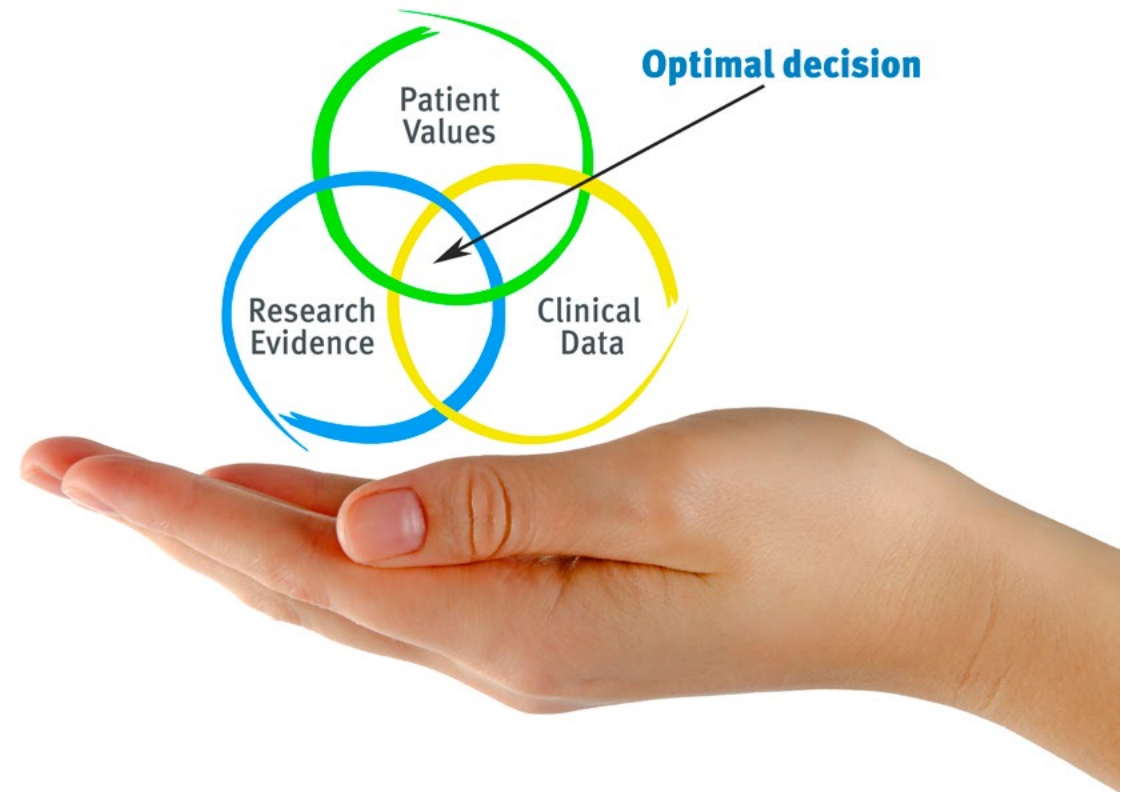 Optimal decision
Patient
Values
Research
Evidence
Clinical
Data